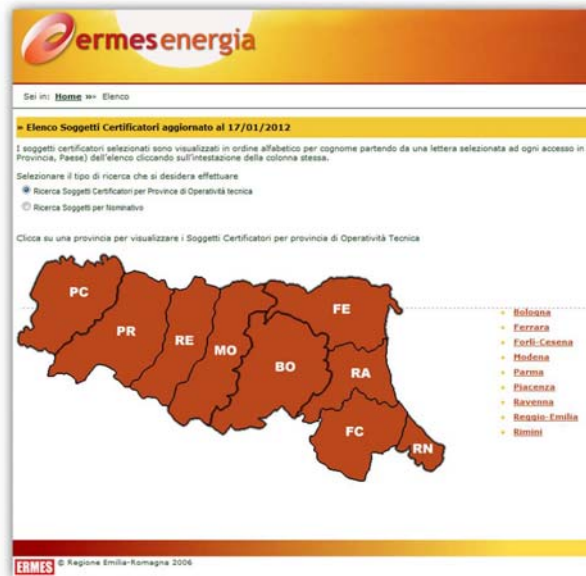 ermesenergia
Sei in: Home »» Elenco
» Elenco Soggetti Certificatori aggiornato al 17/01/2012
I soggetti certificatori selezionati sono visualizzati in ordine alfabetico per cognome partendo da una lettera selezionata ad ogni accesso in
Provincia, Paese) dell'elenco cliccando sull'intestazione della colonna stessa.
Selezionare il tipo di ricerca che si desidera effettuare
Ricerca Soggetti Certificatori per Province di Operatività tecnica
Ricerca Soggetti per Nominativo
Clicca su una provincia per visualizzare i Soggetti Certificatori per provincia di Operatività Tecnica
PC
PR
RE
MO
BO
FE
RA
FC
RN
Bologna
Ferrara
Forlì-Cesena
Modena
Parma
Piacenza
Ravenna
Reggio-Emilia
Rimini
ERMES © Regione Emilia-Romagna 2006